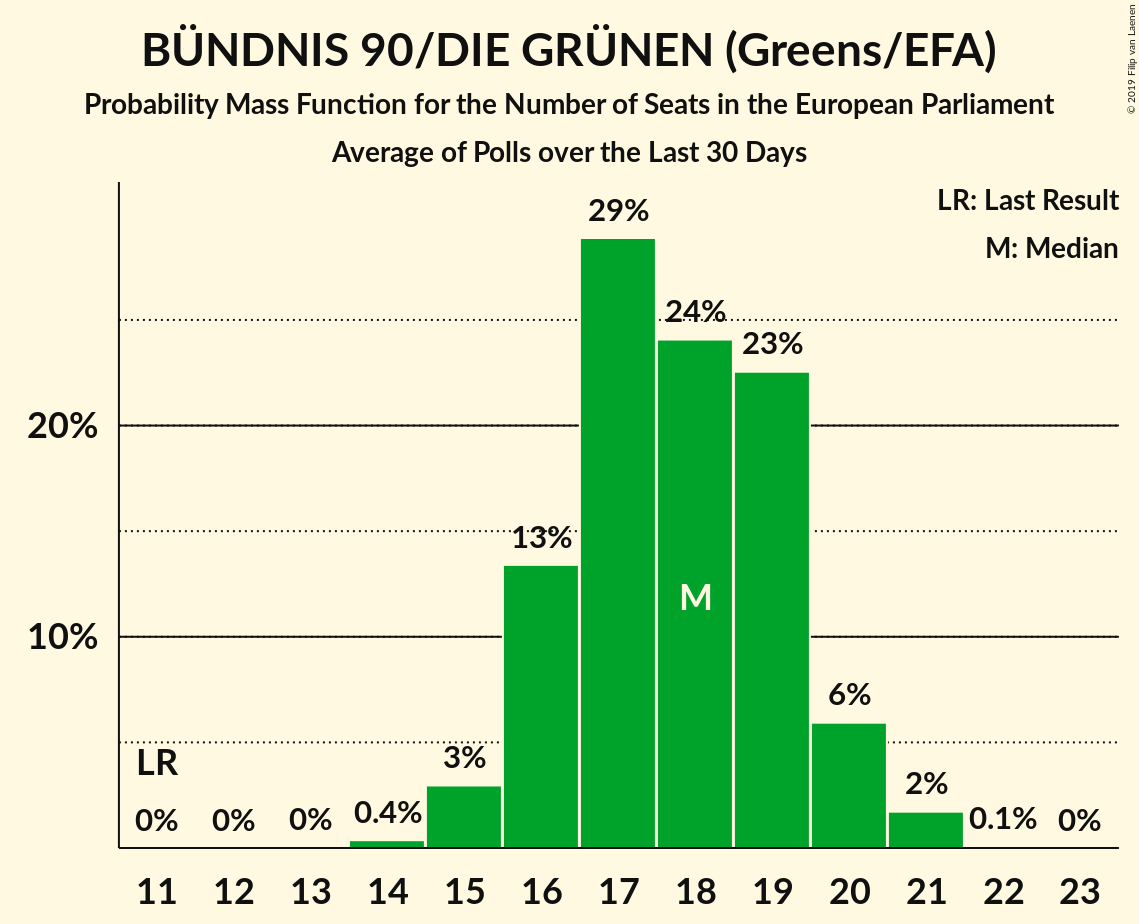 BÜNDNIS 90/DIE GRÜNEN (Greens/EFA)
Probability Mass Function for the Number of Seats in the European Parliament
Average of Polls over the Last 30 Days
© 2019 Filip van Laenen
LR: Last Result
M: Median
29%
24%
23%
20%
13%
M
10%
6%
LR
3%
2%
0% 0% 0% 0.4% 0.1% 0%
11 12 13 14 15 16 17 18 19 20 21 22 23